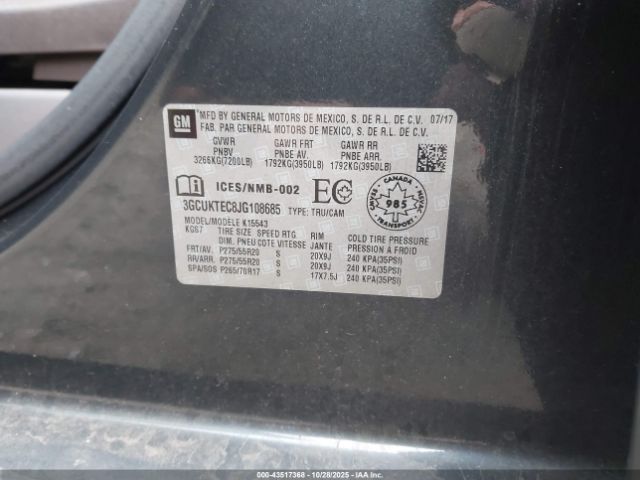 GM
MFD BY GENERAL MOTORS DE MEXICO, S. DE R.L. DE C.V. 07/17
FAB. PAR GENERAL MOTORS DE MEXICO, S. DE R.L. DE C.V.
GVWR GAWR FRT GAWR RR
PNBV PNBE AV. PNBE ARR.
3266KG(7200LB) 1792KG(3950LB) 1792KG(3950LB)
ICES/NMB-002 EC
CANADA
985
TRANSPORT
3GCUKTEC8JG108685 TYPE: TRU/CAM
MODEL/MODELE K15543
KGS7 TIRE SIZE SPEED RTG RIM COLD TIRE PRESSURE
DIM. PNEU COTE VITESSE JANTE PRESSION A FROID
FRT/AV. P275/55R20 S 20X9J 240 KPA(35PSI)
RR/ARR. P275/55R20 S 20X9J 240 KPA(35PSI)
SPA/SOS P265/70R17 S 17X7.5J 240 KPA(35PSI)
000-43517368 | 10/28/2025 | IAAI.CA